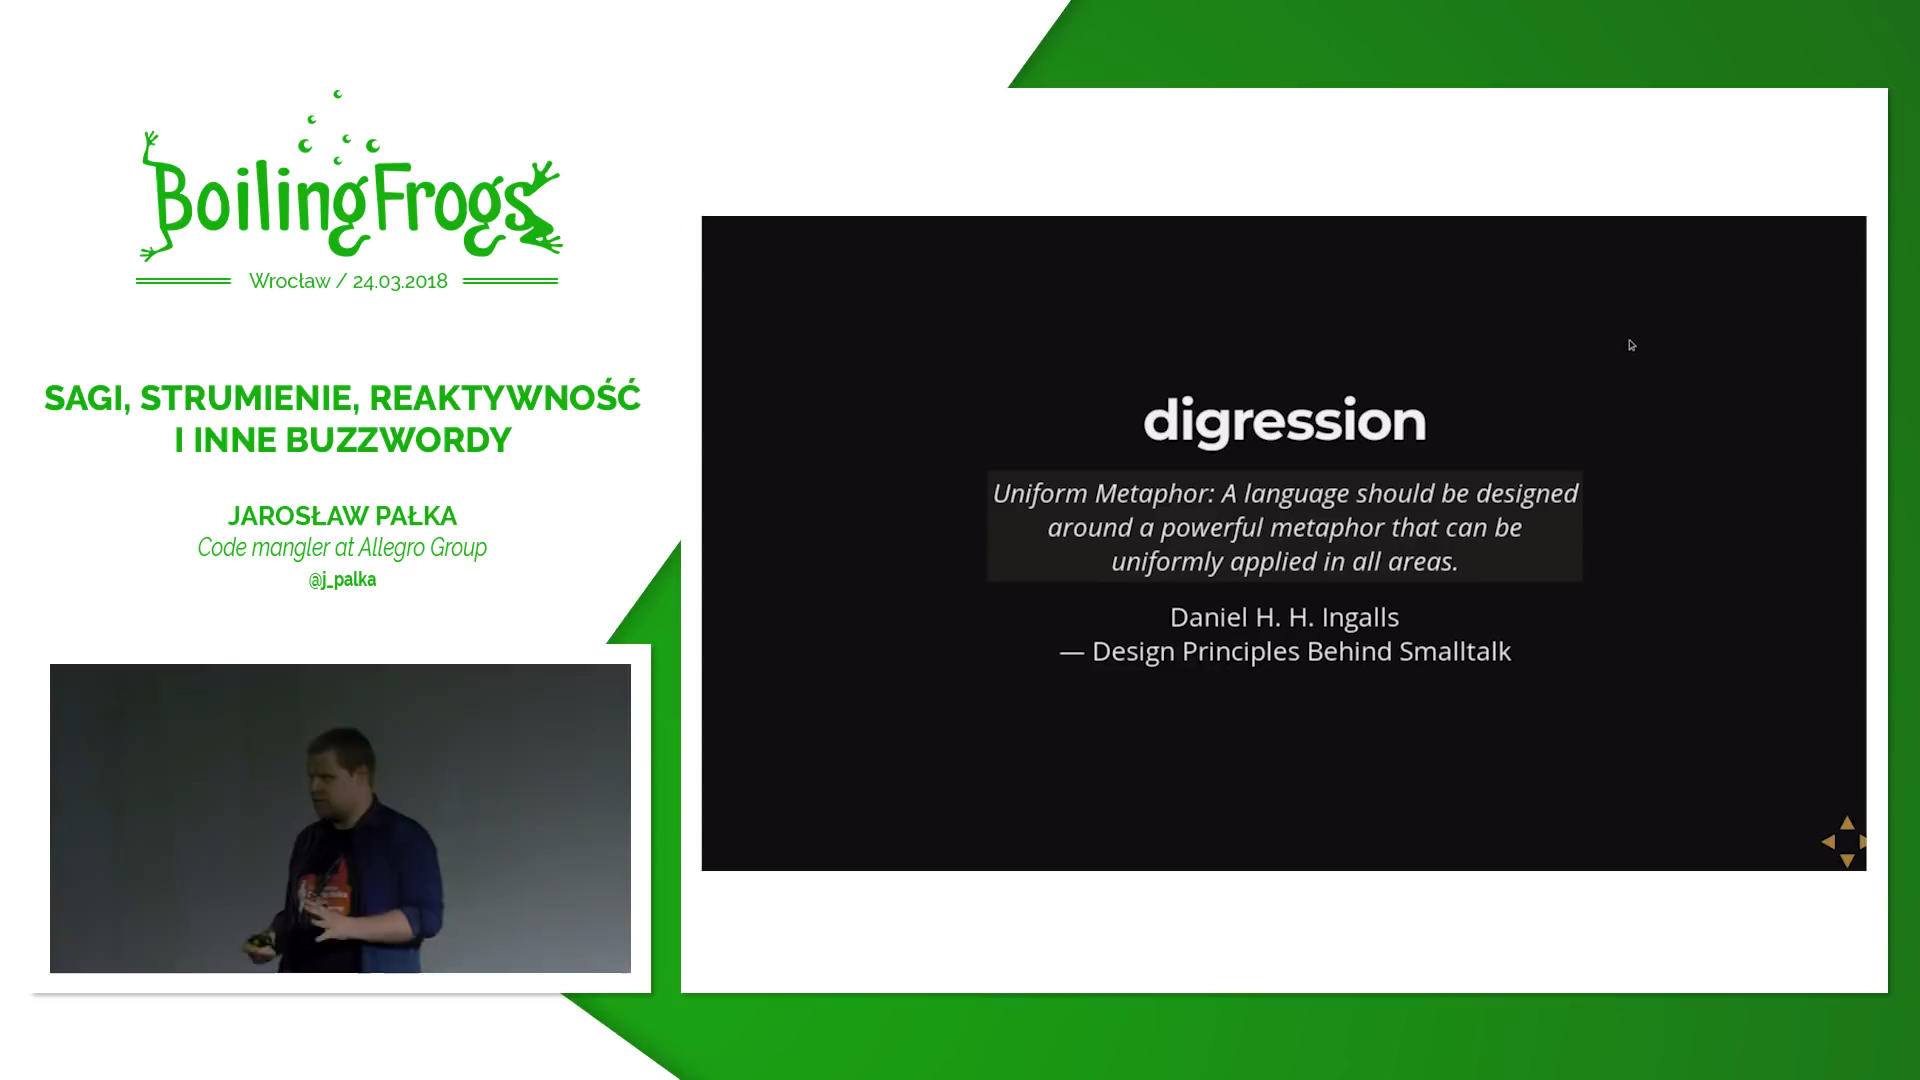 BoilingFrogs
Wrocław / 24.03.2018
SAGI, STRUMIENIE, REAKTYWNOŚĆ
I INNE BUZZWORDY
JAROSŁAW PAŁKA
Code mangler at Allegro Group
@j_palka
digression
Uniform Metaphor: A language should be designed
around a powerful metaphor that can be
uniformly applied in all areas.
Daniel H. H. Ingalls
— Design Principles Behind Smalltalk